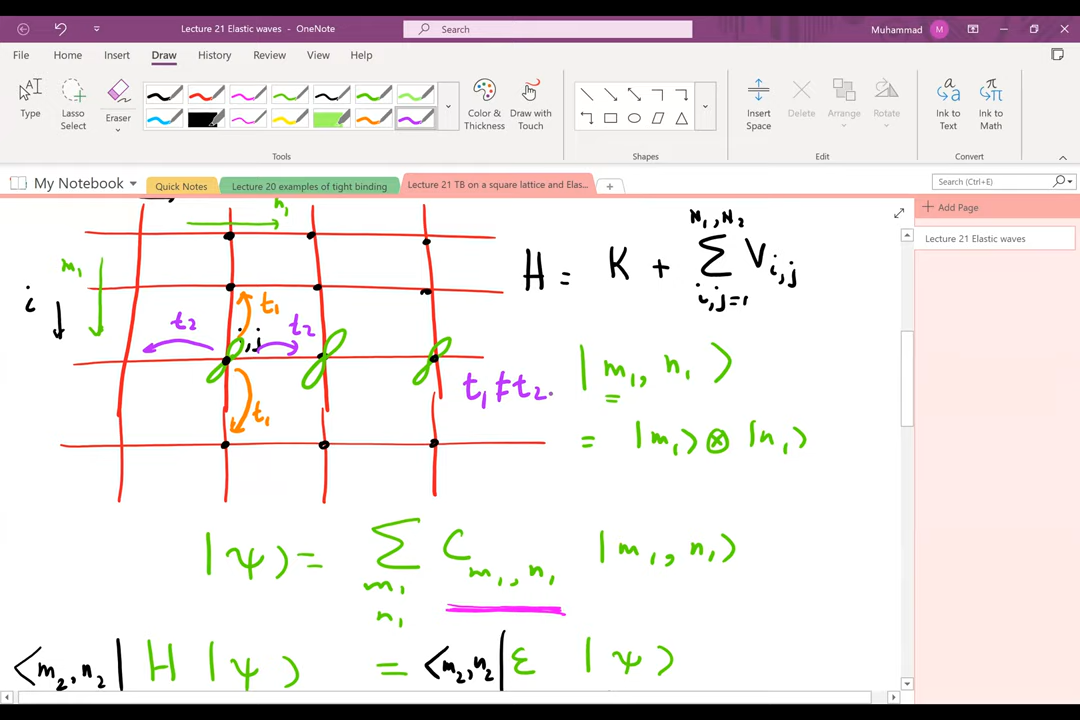 Lecture 21 Elastic waves - OneNote
Search
Muhammad
M
File Home Insert Draw History Review View Help
Type
Lasso Select
Eraser
Color & Thickness
Draw with Touch
Insert Space
Delete
Arrange
Rotate
Ink to Text
Ink to Math
Tools
Shapes
Edit
Convert
My Notebook
Quick Notes
Lecture 20 examples of tight binding
Lecture 21 TB on a square lattice and Elas...
Search (Ctrl+E)
Add Page
Lecture 21 Elastic waves
n₁
m₁
i
t₁
t₂
i,j
t₂
t₁
t₁ ≠ t₂.
H = K + ∑_{i,j=1}^{N₁,N₂} V_{i,j}
|m₁, n₁⟩
= |m₁⟩ ⊗ |n₁⟩
|ψ⟩ = ∑_{m₁ n₁} C_{m₁,n₁} |m₁, n₁⟩
⟨m₂,n₂| H |ψ⟩ = ⟨m₂,n₂| ε |ψ⟩